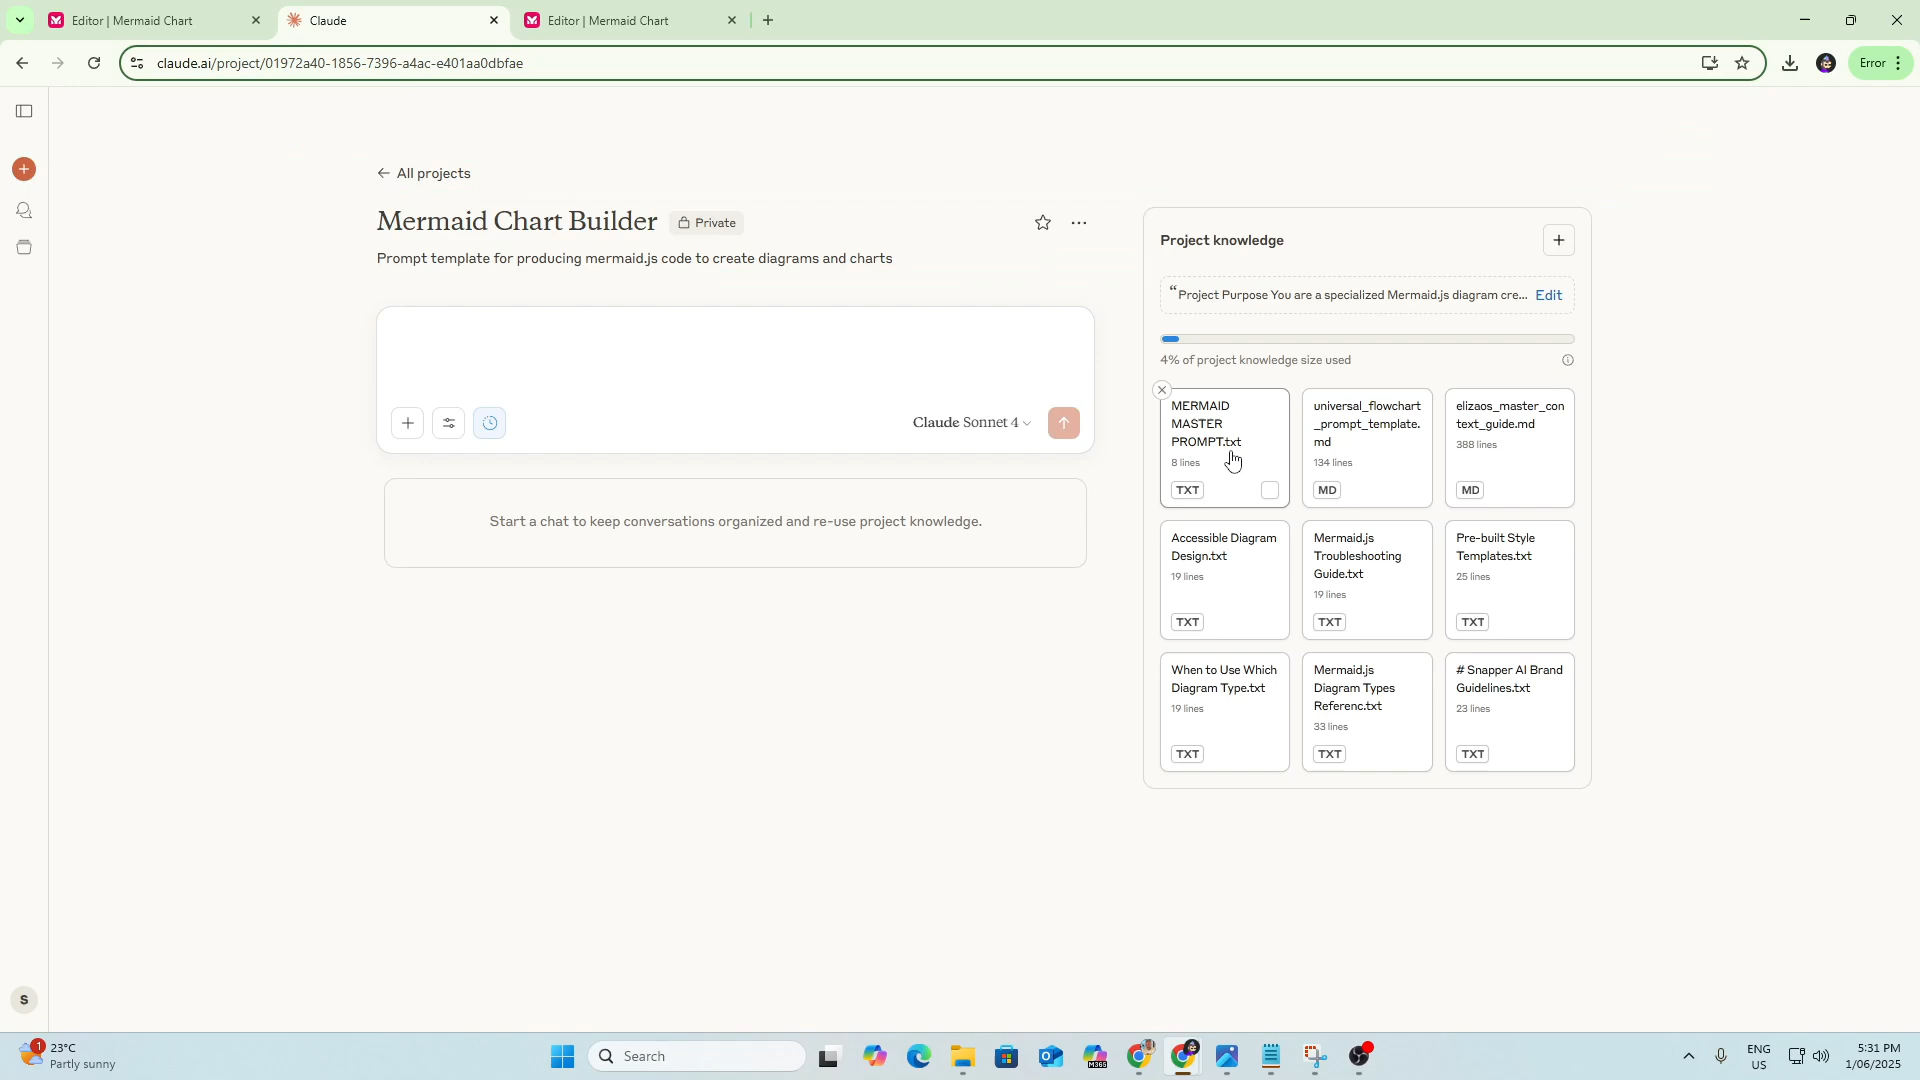 Editor | Mermaid Chart
Claude
Editor | Mermaid Chart
claude.ai/project/01972a40-1856-7396-a4ac-e401aa0dbfae
Error
All projects
Mermaid Chart Builder
Private
Prompt template for producing mermaid.js code to create diagrams and charts
Claude Sonnet 4
Start a chat to keep conversations organized and re-use project knowledge.
Project knowledge
“Project Purpose You are a specialized Mermaid.js diagram cre...
Edit
4% of project knowledge size used
MERMAID
MASTER
PROMPT.txt
8 lines
TXT
universal_flowchart
_prompt_template.
md
134 lines
MD
elizaos_master_con
text_guide.md
388 lines
MD
Accessible Diagram
Design.txt
19 lines
TXT
Mermaid.js
Troubleshooting
Guide.txt
19 lines
TXT
Pre-built Style
Templates.txt
25 lines
TXT
When to Use Which
Diagram Type.txt
19 lines
TXT
Mermaid.js
Diagram Types
Referenc.txt
33 lines
TXT
# Snapper AI Brand
Guidelines.txt
23 lines
TXT
S
1
23°C
Partly sunny
Search
M365
ENG
US
5:31 PM
1/06/2025